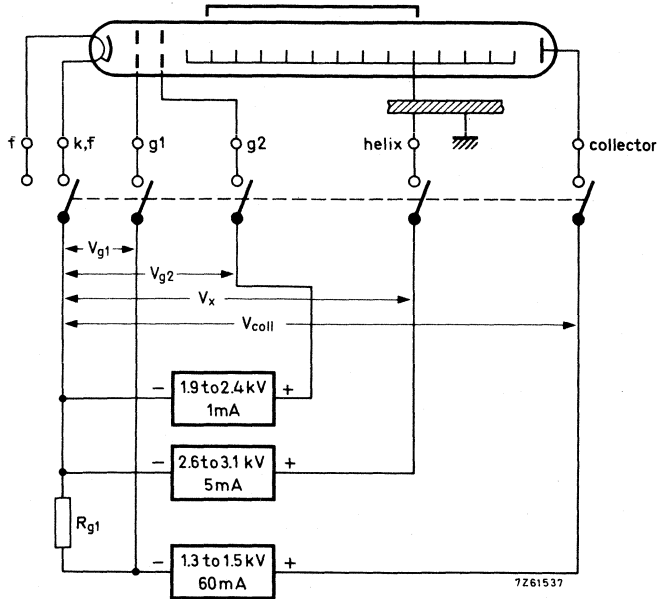 f k,f g1 g2 helix collector
Vg1
Vg2
Vx
Vcoll
− 1.9 to 2.4 kV +
1mA
− 2.6 to 3.1 kV +
5mA
Rg1
− 1.3 to 1.5 kV +
60mA
7Z61537